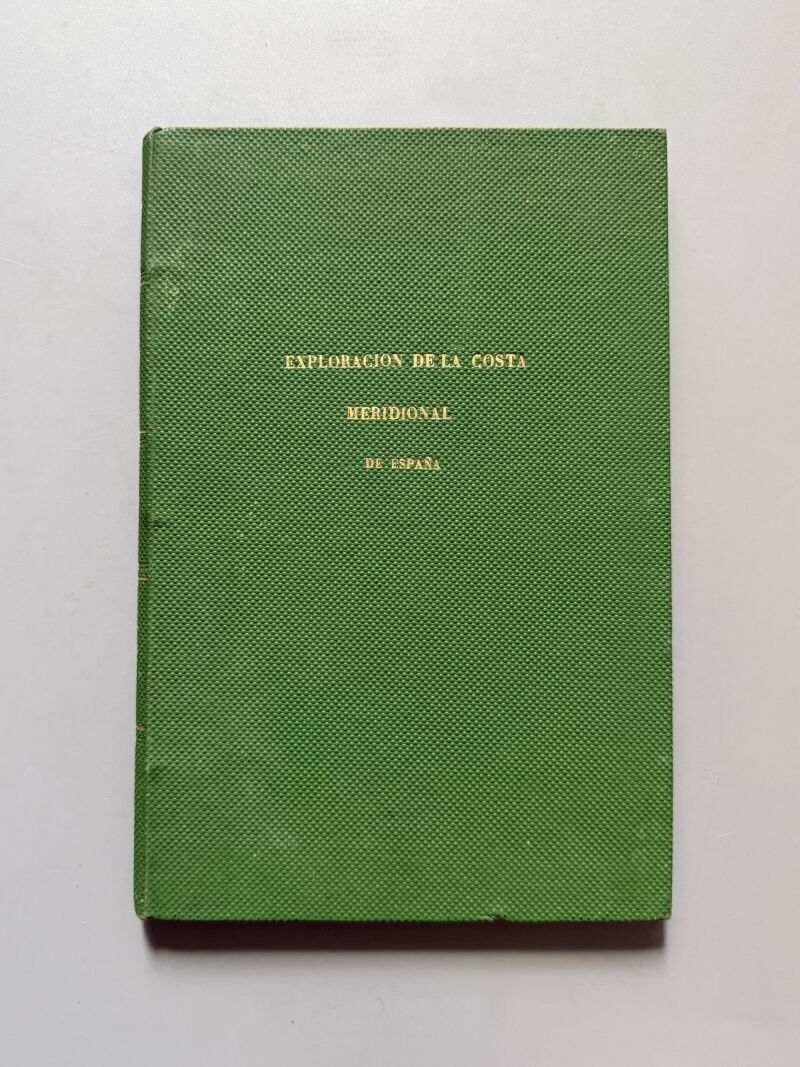 EXPLORACION DE LA COSTA
MERIDIONAL
DE ESPAÑA